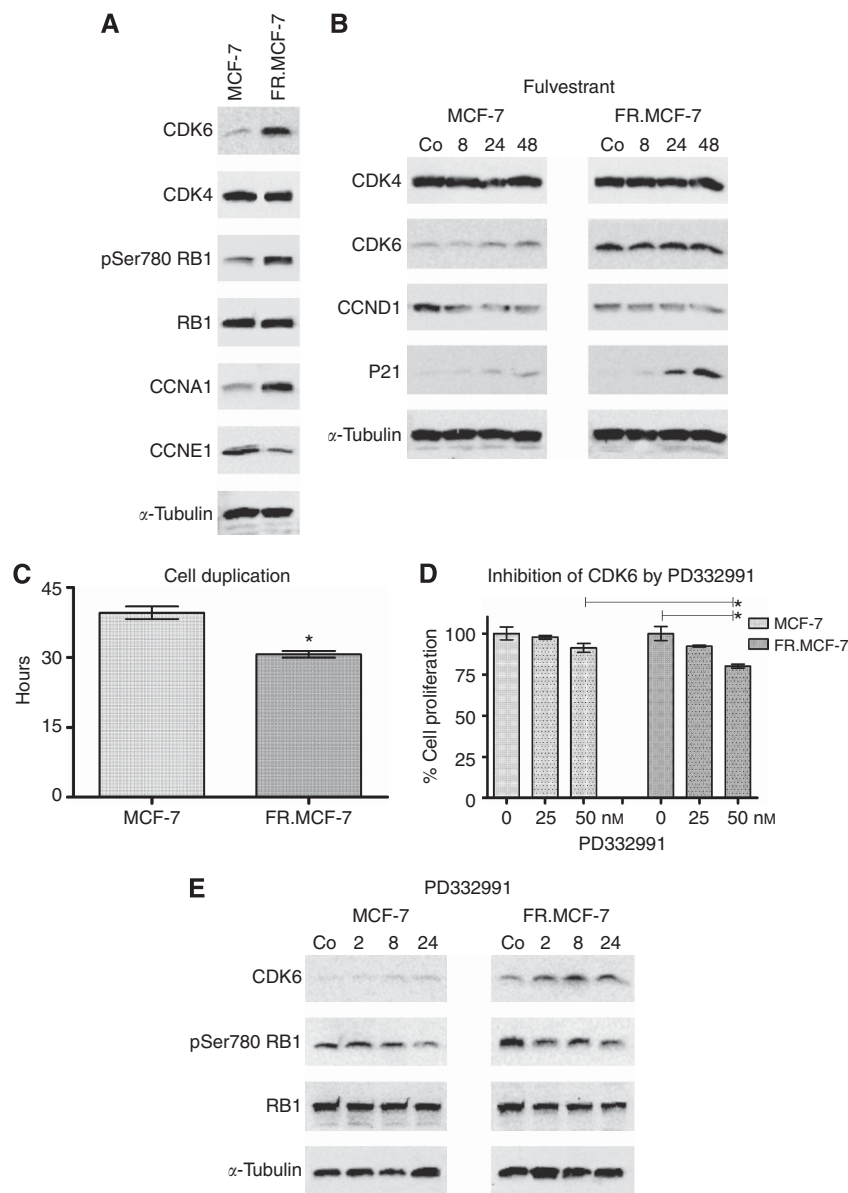 A
MCF-7
FR.MCF-7
CDK6
CDK4
pSer780 RB1
RB1
CCNA1
CCNE1
α-Tubulin
B
Fulvestrant
MCF-7 FR.MCF-7
Co 8 24 48 Co 8 24 48
CDK4
CDK6
CCND1
P21
α-Tubulin
C
Cell duplication
45
30
15
0
Hours
*
MCF-7 FR.MCF-7
D
Inhibition of CDK6 by PD332991
*
*
MCF-7
FR.MCF-7
100
75
50
25
0
% Cell proliferation
0 25 50 nM 0 25 50 nM
PD332991
E
PD332991
MCF-7 FR.MCF-7
Co 2 8 24 Co 2 8 24
CDK6
pSer780 RB1
RB1
α-Tubulin